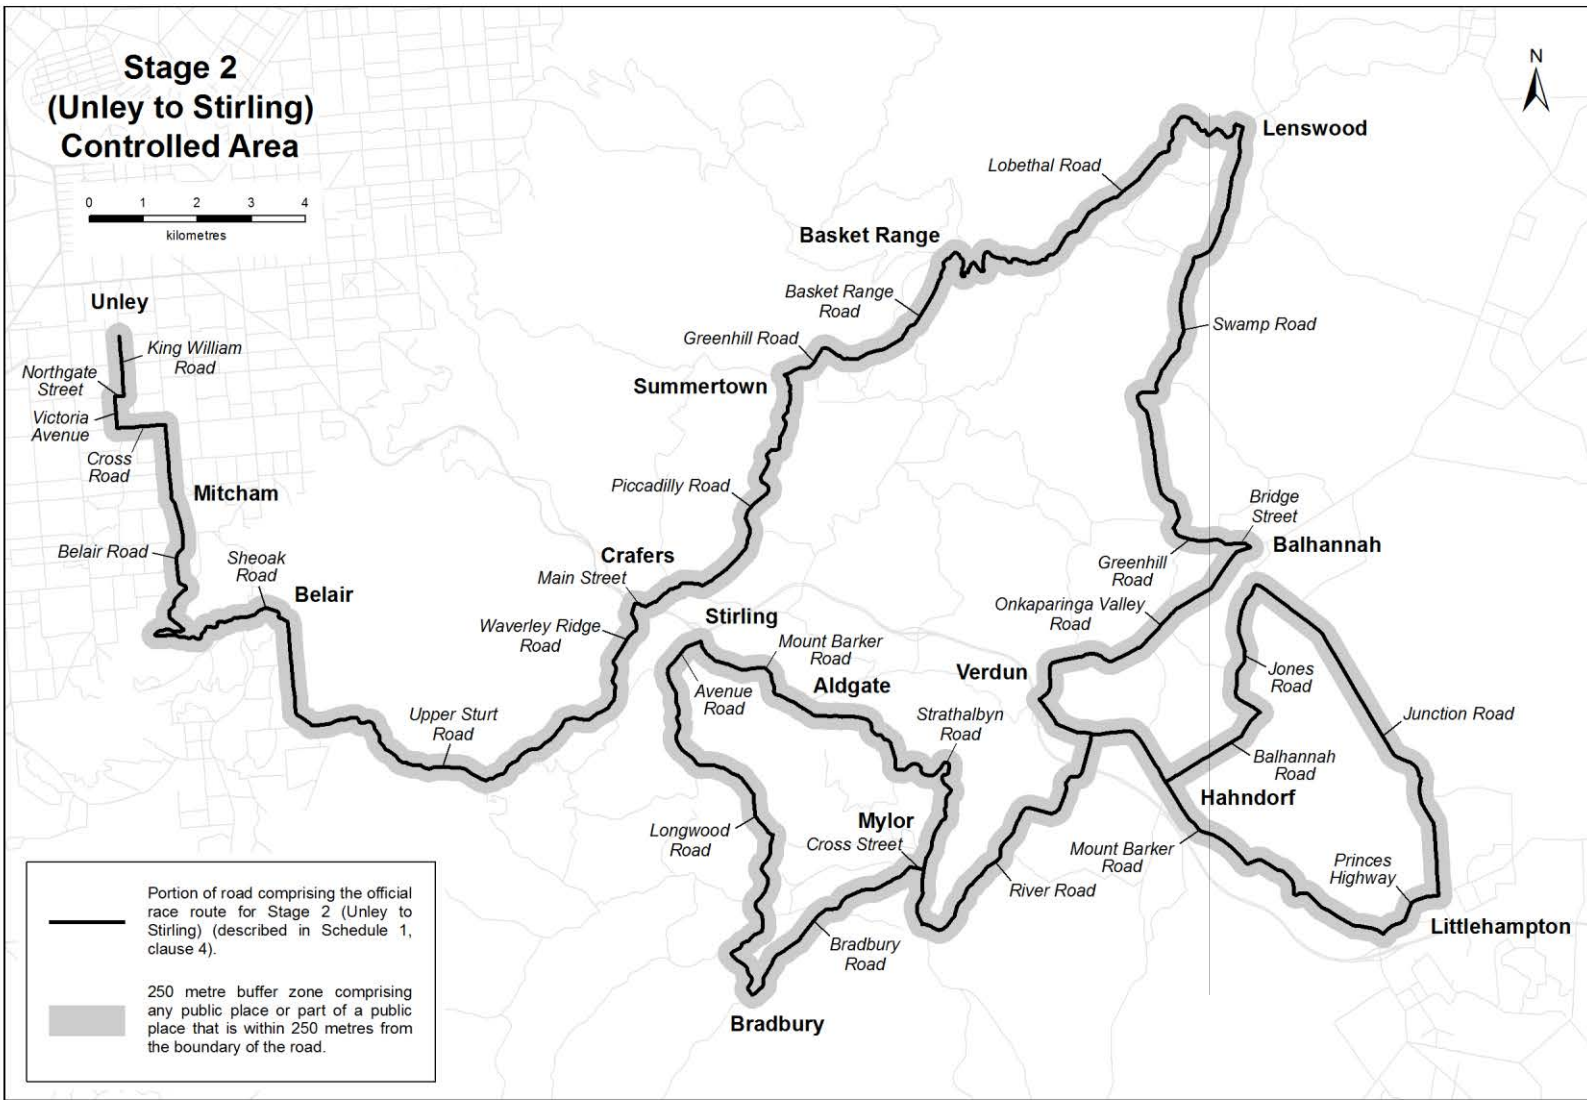 Stage 2
(Unley to Stirling)
Controlled Area
0 1 2 3 4
kilometres
N
Lenswood
Lobethal Road
Basket Range
Basket Range
Road
Greenhill Road
Summertown
Swamp Road
Unley
King William
Road
Northgate
Street
Victoria
Avenue
Cross
Road
Mitcham
Belair Road
Sheoak
Road
Belair
Piccadilly Road
Crafers
Main Street
Waverley Ridge
Road
Upper Sturt
Road
Bridge
Street
Balhannah
Greenhill
Road
Onkaparinga Valley
Road
Stirling
Mount Barker
Road
Aldgate
Avenue
Road
Verdun
Jones
Road
Strathalbyn
Road
Junction Road
Balhannah
Road
Hahndorf
Longwood
Road
Mylor
Cross Street
River Road
Mount Barker
Road
Princes
Highway
Littlehampton
Bradbury
Road
Bradbury
Portion of road comprising the official
race route for Stage 2 (Unley to
Stirling) (described in Schedule 1,
clause 4).
250 metre buffer zone comprising
any public place or part of a public
place that is within 250 metres from
the boundary of the road.